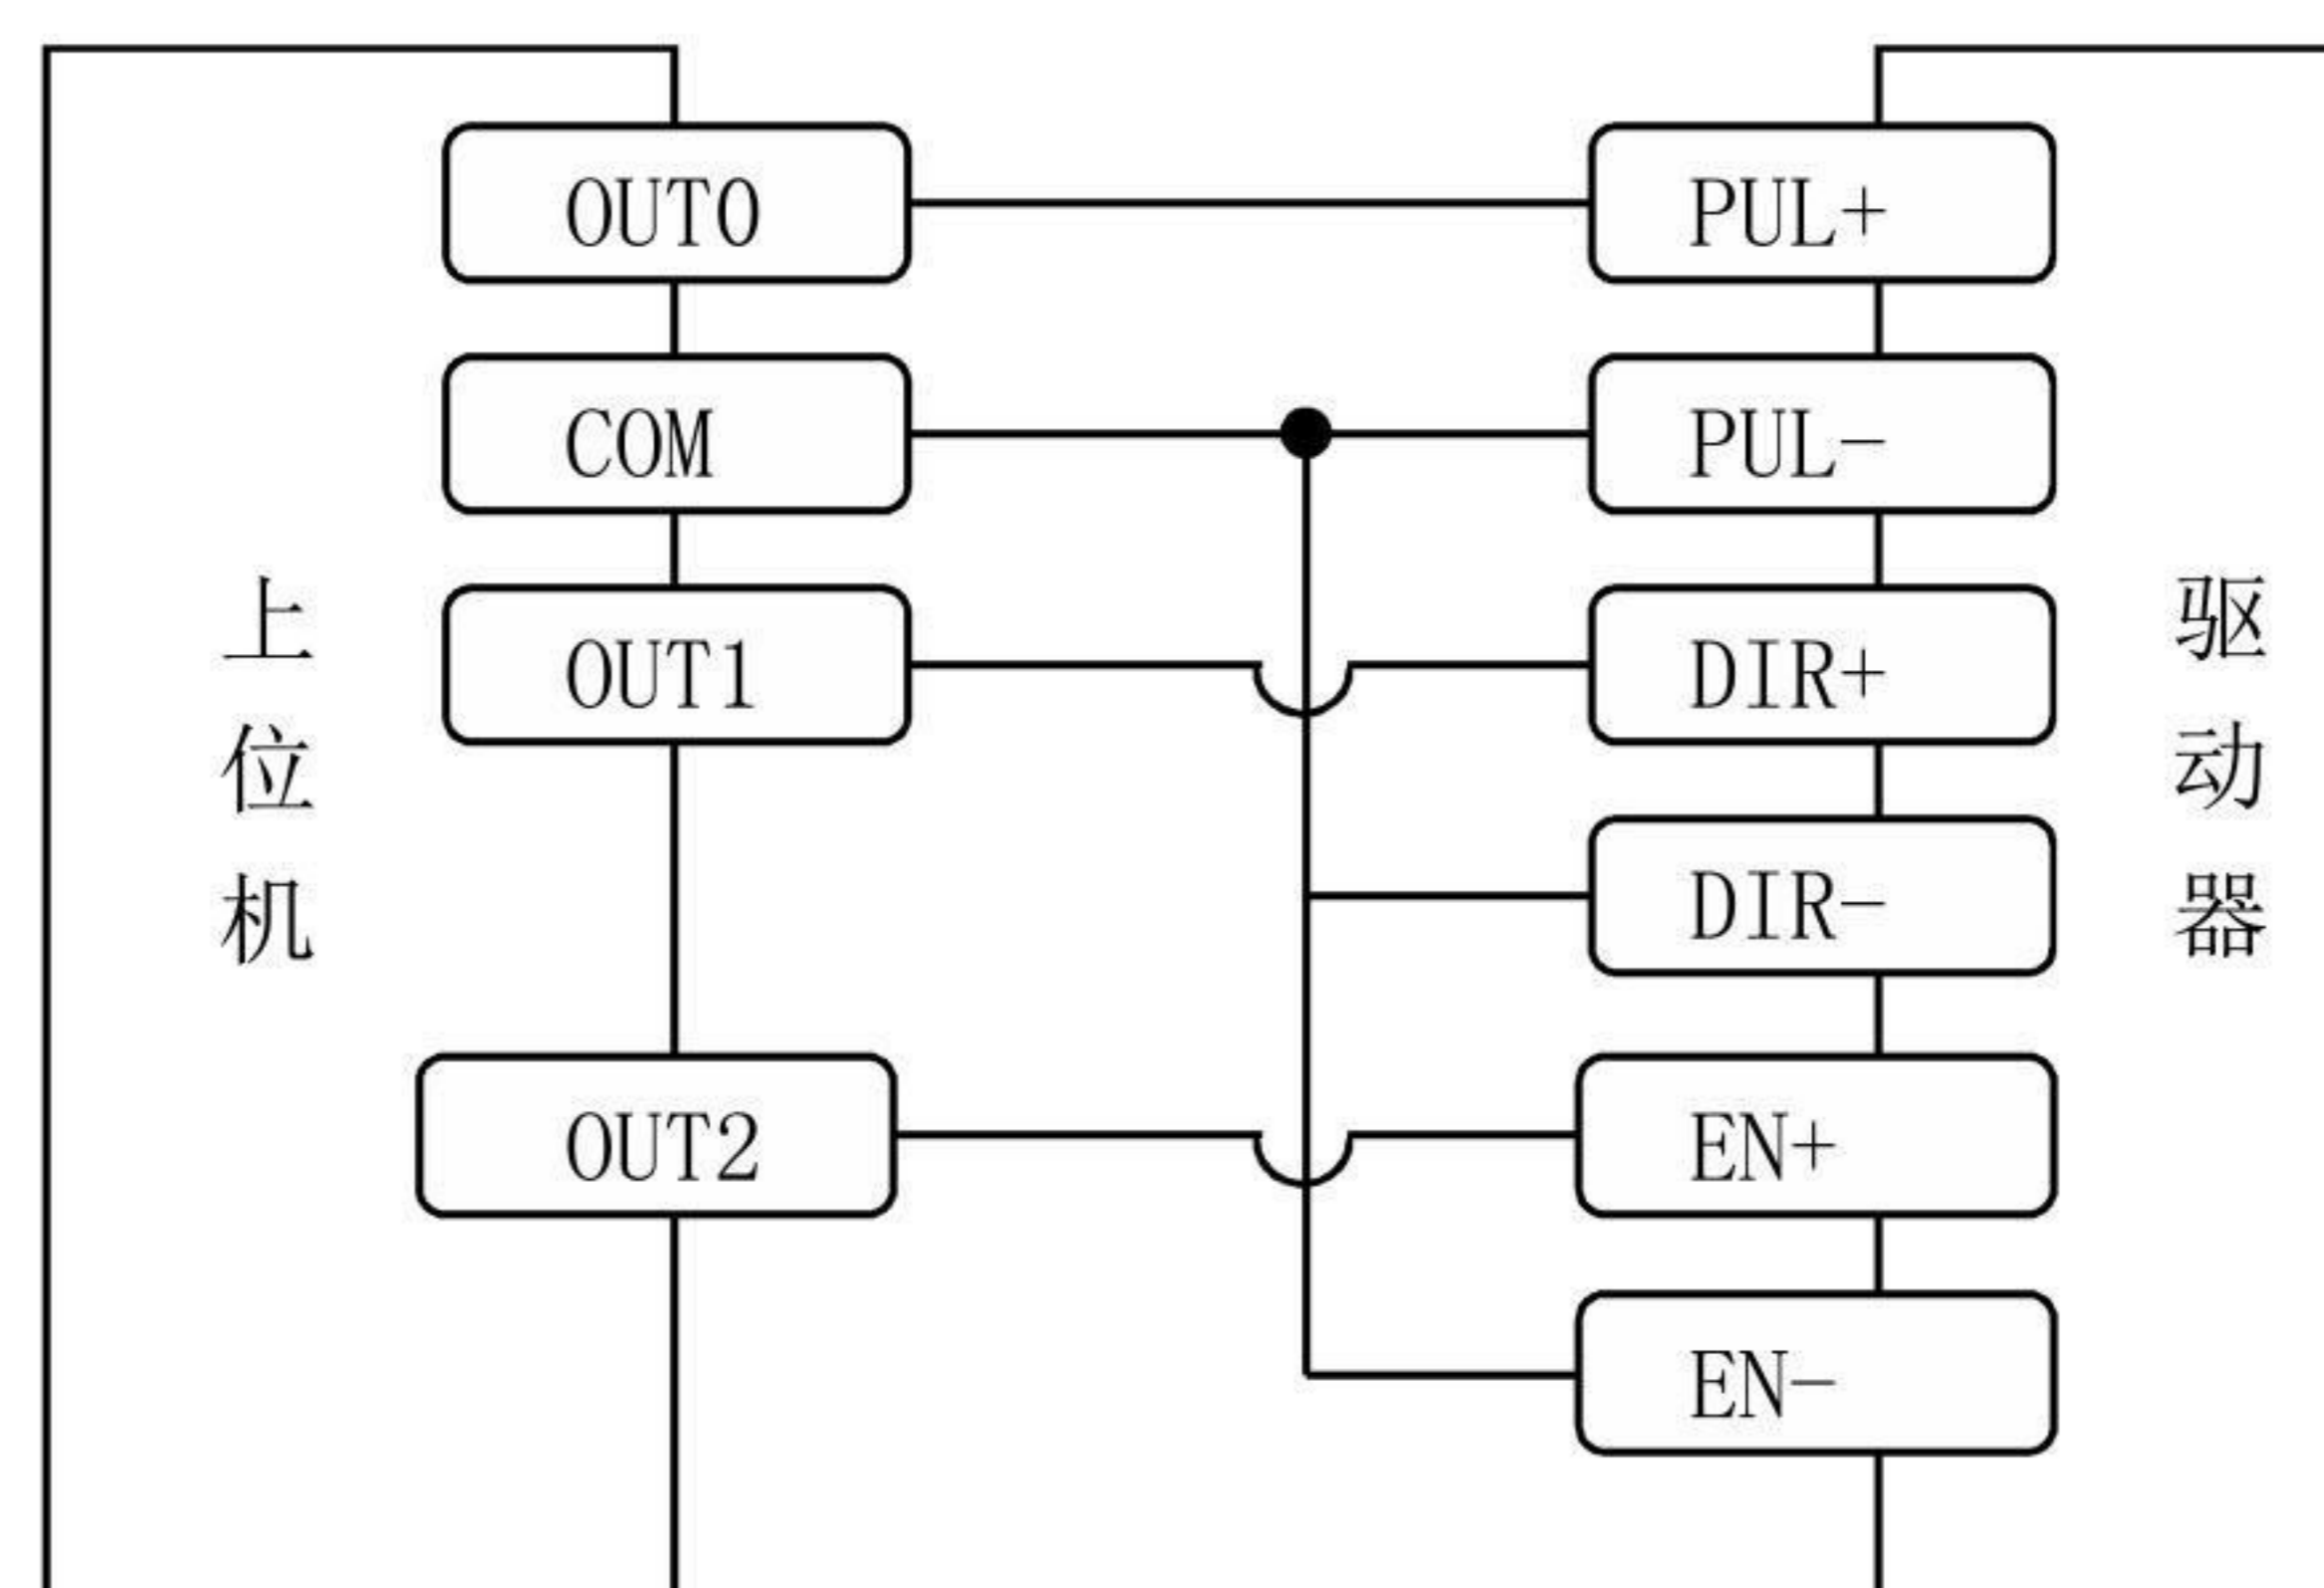 OUT0
PUL+
COM
PUL-
OUT1
DIR+
上位机
驱动器
DIR-
OUT2
EN+
EN-